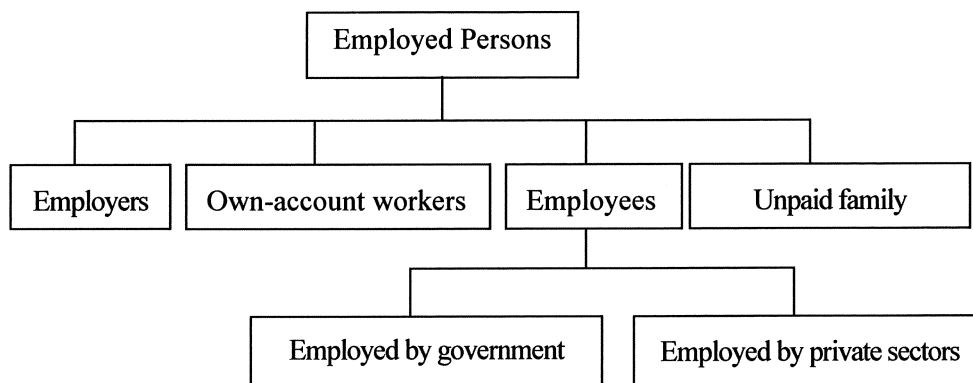 Employed Persons
Employers
Own-account workers
Employees
Unpaid family
Employed by government
Employed by private sectors